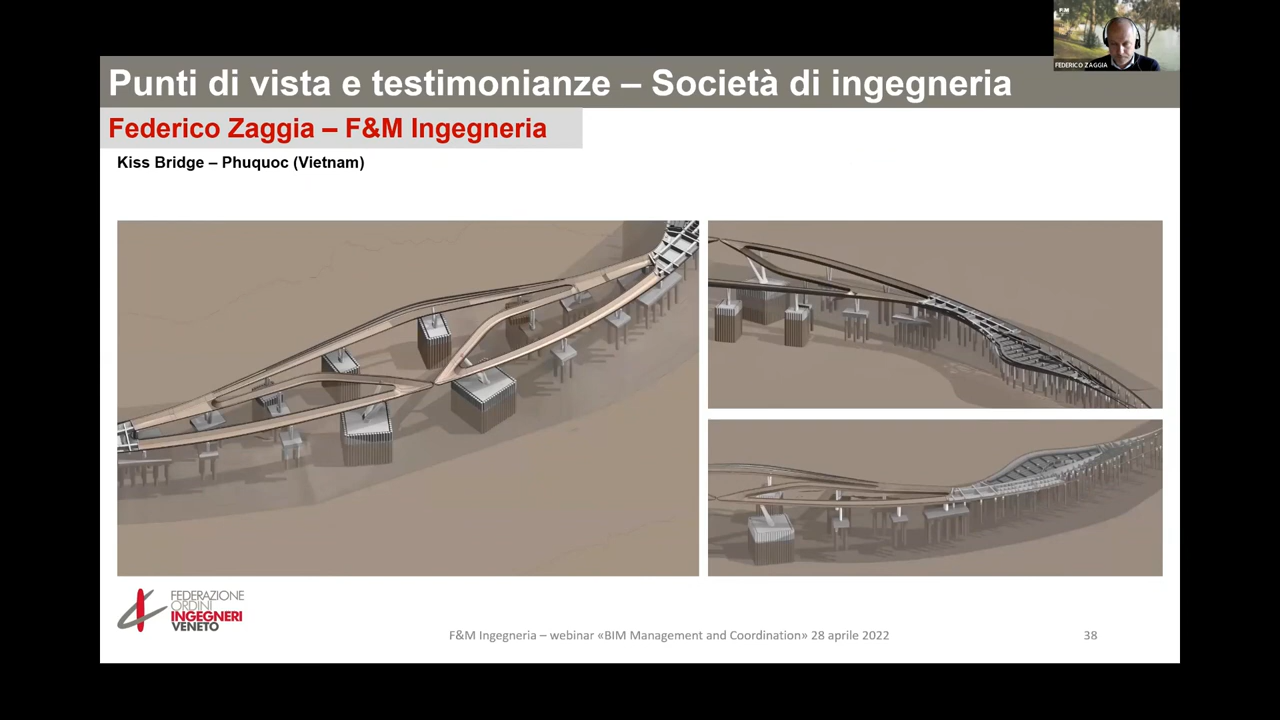 F&M
FEDERICO ZAGGIA
Punti di vista e testimonianze – Società di ingegneria
Federico Zaggia – F&M Ingegneria
Kiss Bridge – Phuquoc (Vietnam)
FEDERAZIONE
ORDINI
INGEGNERI
VENETO
F&M Ingegneria – webinar «BIM Management and Coordination» 28 aprile 2022
38